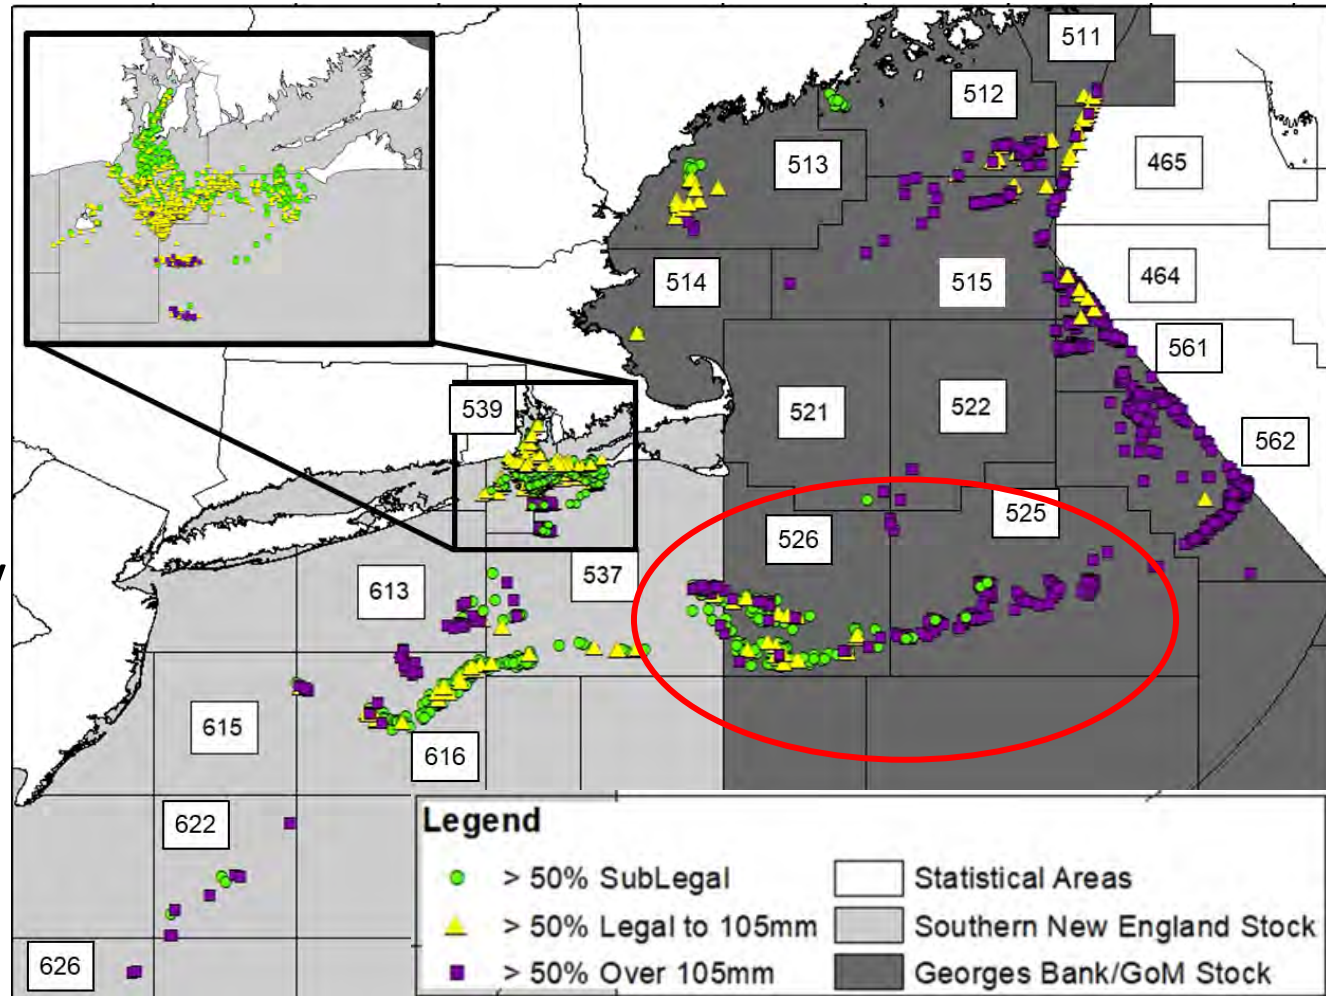 511
512
513
465
464
514
515
561
539
521
522
562
525
526
537
613
615
616
622
626
Legend
> 50% SubLegal
> 50% Legal to 105mm
> 50% Over 105mm
Statistical Areas
Southern New England Stock
Georges Bank/GoM Stock